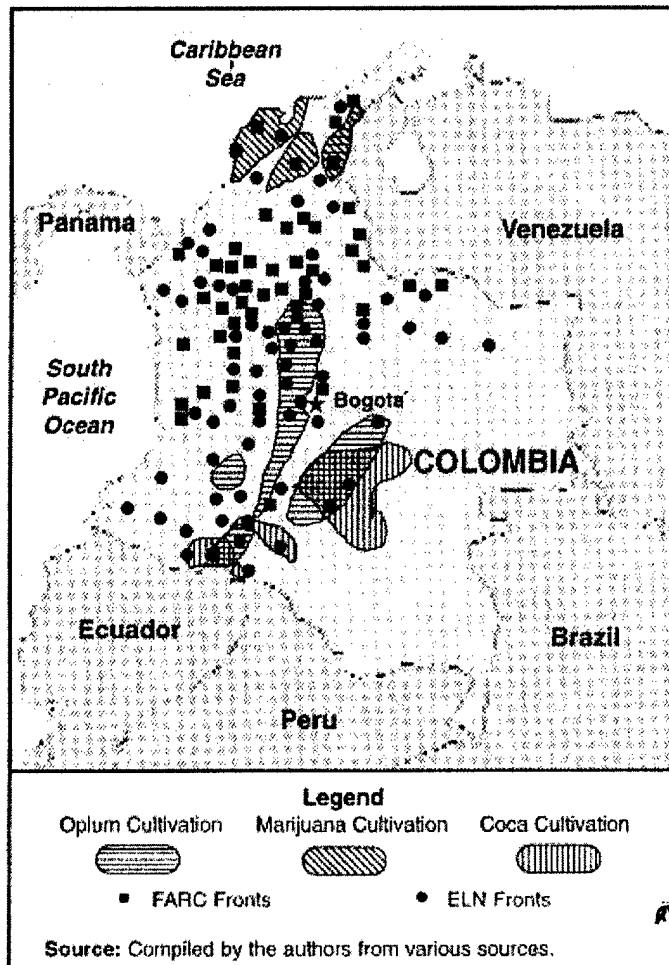 Caribbean
Sea
Panama
Venezuela
South
Pacific
Ocean
Bogota
COLOMBIA
Ecuador
Brazil
Peru
Legend
Opium Cultivation Marijuana Cultivation Coca Cultivation
FARC Fronts ELN Fronts
Source: Compiled by the authors from various sources.